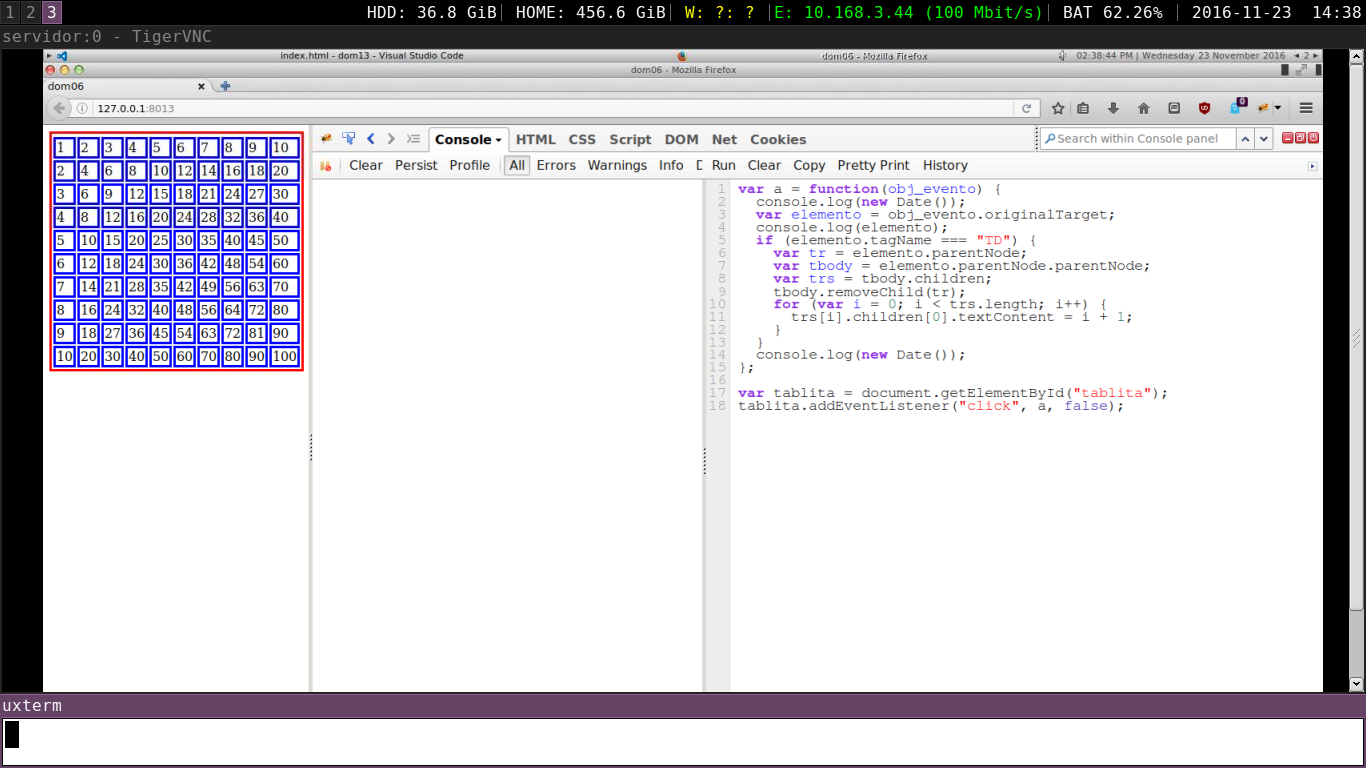 1 2 3 HDD: 36.8 GiB| HOME: 456.6 GiB| W: ?: ? |E: 10.168.3.44 (100 Mbit/s)| BAT 62.26% | 2016-11-23 14:38
servidor:0 - TigerVNC
index.html - dom13 - Visual Studio Code dom06 - Mozilla Firefox 02:38:44 PM | Wednesday 23 November 2016 2
dom06 - Mozilla Firefox
dom06
127.0.0.1:8013 0
Console HTML CSS Script DOM Net Cookies Search within Console panel
Clear Persist Profile All Errors Warnings Info D Run Clear Copy Pretty Print History
1 2 3 4 5 6 7 8 9 10
2 4 6 8 10 12 14 16 18 20
3 6 9 12 15 18 21 24 27 30
4 8 12 16 20 24 28 32 36 40
5 10 15 20 25 30 35 40 45 50
6 12 18 24 30 36 42 48 54 60
7 14 21 28 35 42 49 56 63 70
8 16 24 32 40 48 56 64 72 80
9 18 27 36 45 54 63 72 81 90
10 20 30 40 50 60 70 80 90 100
1 var a = function(obj_evento) {
2 console.log(new Date());
3 var elemento = obj_evento.originalTarget;
4 console.log(elemento);
5 if (elemento.tagName === "TD") {
6 var tr = elemento.parentNode;
7 var tbody = elemento.parentNode.parentNode;
8 var trs = tbody.children;
9 tbody.removeChild(tr);
10 for (var i = 0; i < trs.length; i++) {
11 trs[i].children[0].textContent = i + 1;
12 }
13 }
14 console.log(new Date());
15 };
16
17 var tablita = document.getElementById("tablita");
18 tablita.addEventListener("click", a, false);
uxterm